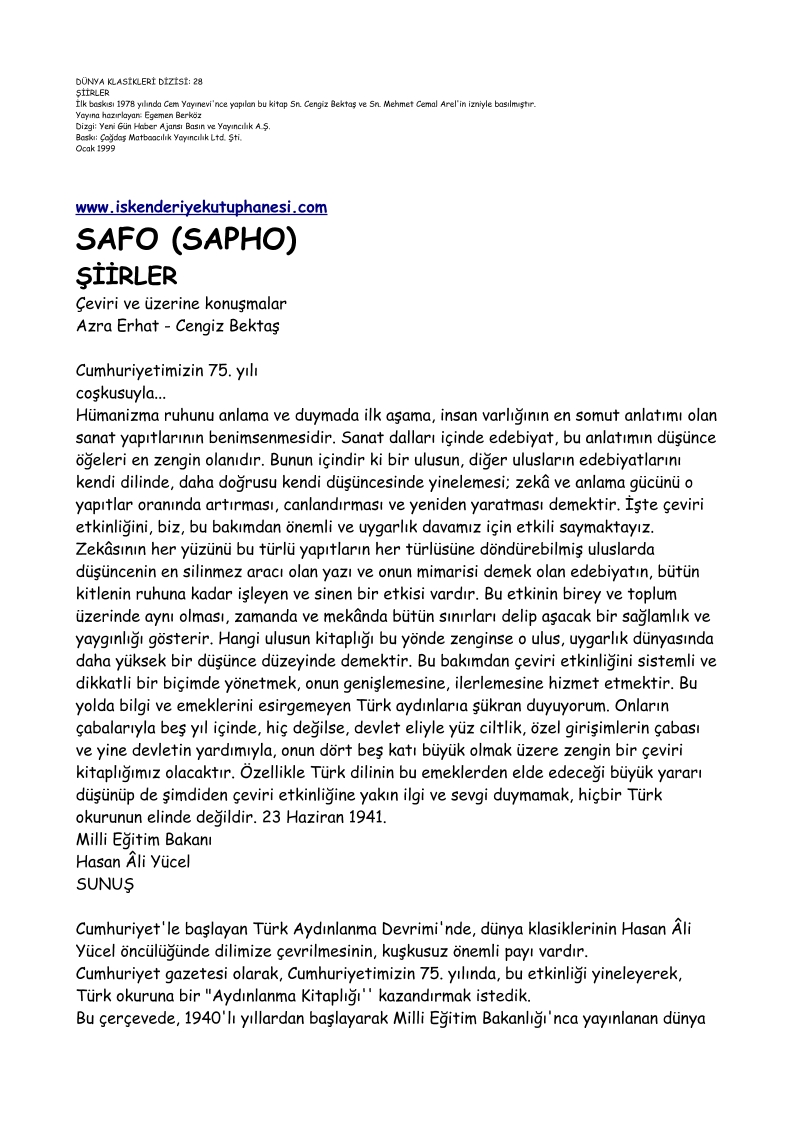 DÜNYA KLASİKLERİ DİZİSİ: 28
ŞİİRLER
İlk baskısı 1978 yılında Cem Yayınevi'nce yapılan bu kitap Sn. Cengiz Bektaş ve Sn. Mehmet Cemal Arel'in izniyle basılmıştır.
Yayına hazırlayan: Egemen Berköz
Dizgi: Yeni Gün Haber Ajansı Basın ve Yayıncılık A.Ş.
Baskı: Çağdaş Matbaacılık Yayıncılık Ltd. Şti.
Ocak 1999
www.iskenderiyekutuphanesi.com
SAFO (SAPHO)
ŞİİRLER
Çeviri ve üzerine konuşmalar
Azra Erhat - Cengiz Bektaş
Cumhuriyetimizin 75. yılı
coşkusuyla...
Hümanizma ruhunu anlama ve duymada ilk aşama, insan varlığının en somut anlatımı olan
sanat yapıtlarının benimsenmesidir. Sanat dalları içinde edebiyat, bu anlatımın düşünce
öğeleri en zengin olanıdır. Bunun içindir ki bir ulusun, diğer ulusların edebiyatlarını
kendi dilinde, daha doğrusu kendi düşüncesinde yinelemesi; zekâ ve anlama gücünü o
yapıtlar oranında artırması, canlandırması ve yeniden yaratması demektir. İşte çeviri
etkinliğini, biz, bu bakımdan önemli ve uygarlık davamız için etkili saymaktayız.
Zekâsının her yüzünü bu türlü yapıtların her türlüsüne döndürebilmiş uluslarda
düşüncenin en silinmez aracı olan yazı ve onun mimarisi demek olan edebiyatın, bütün
kitlenin ruhuna kadar işleyen ve sinen bir etkisi vardır. Bu etkinin birey ve toplum
üzerinde aynı olması, zamanda ve mekânda bütün sınırları delip aşacak bir sağlamlık ve
yaygınlığı gösterir. Hangi ulusun kitaplığı bu yönde zenginse o ulus, uygarlık dünyasında
daha yüksek bir düşünce düzeyinde demektir. Bu bakımdan çeviri etkinliğini sistemli ve
dikkatli bir biçimde yönetmek, onun genişlemesine, ilerlemesine hizmet etmektir. Bu
yolda bilgi ve emeklerini esirgemeyen Türk aydınlarıa şükran duyuyorum. Onların
çabalarıyla beş yıl içinde, hiç değilse, devlet eliyle yüz ciltlik, özel girişimlerin çabası
ve yine devletin yardımıyla, onun dört beş katı büyük olmak üzere zengin bir çeviri
kitaplığımız olacaktır. Özellikle Türk dilinin bu emeklerden elde edeceği büyük yararı
düşünüp de şimdiden çeviri etkinliğine yakın ilgi ve sevgi duymamak, hiçbir Türk
okurunun elinde değildir. 23 Haziran 1941.
Milli Eğitim Bakanı
Hasan Âli Yücel
SUNUŞ
Cumhuriyet'le başlayan Türk Aydınlanma Devrimi'nde, dünya klasiklerinin Hasan Âli
Yücel öncülüğünde dilimize çevrilmesinin, kuşkusuz önemli payı vardır.
Cumhuriyet gazetesi olarak, Cumhuriyetimizin 75. yılında, bu etkinliği yineleyerek,
Türk okuruna bir "Aydınlanma Kitaplığı'' kazandırmak istedik.
Bu çerçevede, 1940'lı yıllardan başlayarak Milli Eğitim Bakanlığı'nca yayınlanan dünya